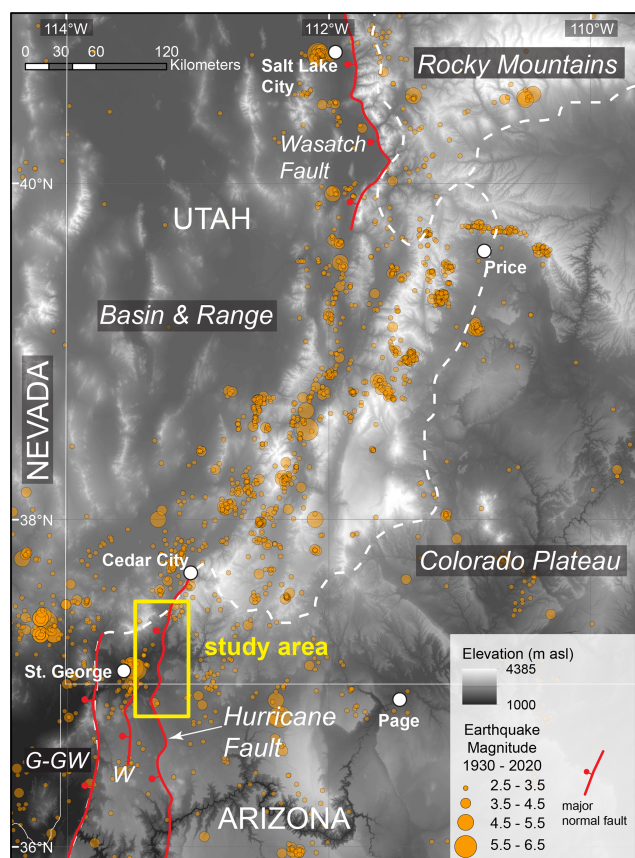 114°W
112°W
110°W
0 30 60 120
Kilometers
Salt Lake
City
Rocky Mountains
Wasatch
Fault
40°N
UTAH
Price
Basin & Range
NEVADA
38°N
Cedar City
Colorado Plateau
study area
St. George
Hurricane
Fault
Page
G-GW
W
ARIZONA
36°N
Elevation (m asl)
4385
1000
Earthquake
Magnitude
1930 - 2020
2.5 - 3.5
3.5 - 4.5
4.5 - 5.5
5.5 - 6.5
major
normal fault